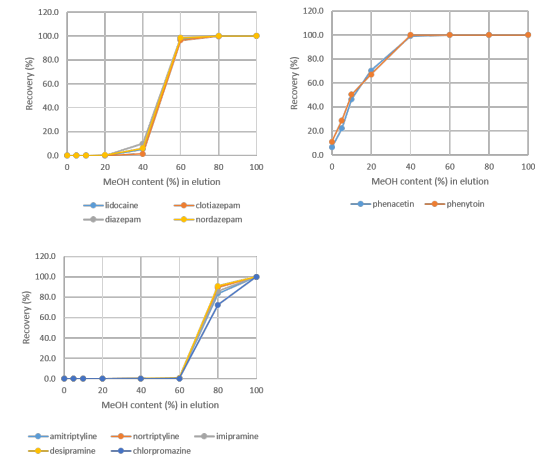 120.0
100.0
80.0
60.0
40.0
20.0
0.0
Recovery (%)
0 20 40 60 80 100
MeOH content (%) in elution
lidocaine clotiazepam
diazepam nordazepam
120.0
100.0
80.0
60.0
40.0
20.0
0.0
Recovery (%)
0 20 40 60 80 100
MeOH content (%) in elution
phenacetin phenytoin
120.0
100.0
80.0
60.0
40.0
20.0
0.0
Recovery (%)
0 20 40 60 80 100
MeOH content (%) in elution
amitriptyline nortriptyline imipramine
desipramine chlorpromazine